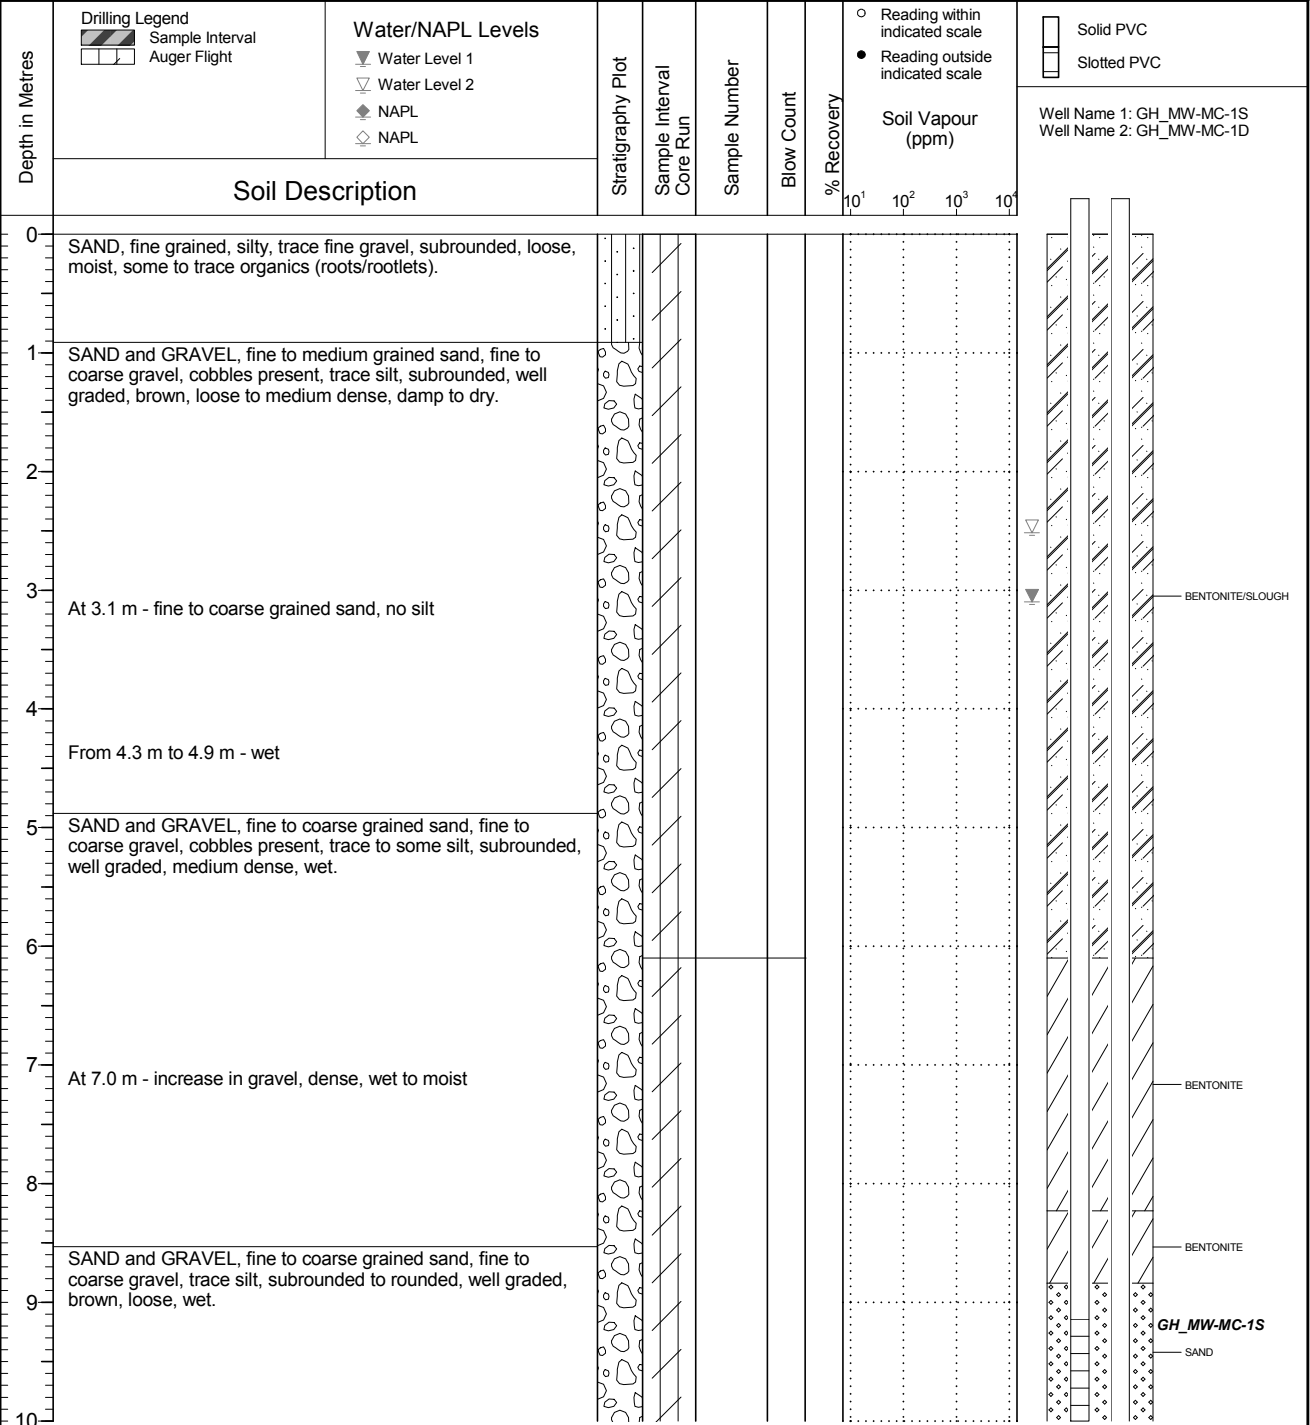 Depth in Metres
Drilling Legend
Sample Interval
Auger Flight
Water/NAPL Levels
Water Level 1
Water Level 2
NAPL
NAPL
Soil Description
Stratigraphy Plot
Sample Interval
Core Run
Sample Number
Blow Count
% Recovery
Reading within
indicated scale
Reading outside
indicated scale
Soil Vapour
(ppm)
10¹ 10² 10³ 10⁴
Solid PVC
Slotted PVC
Well Name 1: GH_MW-MC-1S
Well Name 2: GH_MW-MC-1D
0
SAND, fine grained, silty, trace fine gravel, subrounded, loose,
moist, some to trace organics (roots/rootlets).
1
SAND and GRAVEL, fine to medium grained sand, fine to
coarse gravel, cobbles present, trace silt, subrounded, well
graded, brown, loose to medium dense, damp to dry.
2
3
BENTONITE/SLOUGH
At 3.1 m - fine to coarse grained sand, no silt
4
From 4.3 m to 4.9 m - wet
5
SAND and GRAVEL, fine to coarse grained sand, fine to
coarse gravel, cobbles present, trace to some silt, subrounded,
well graded, medium dense, wet.
6
7
At 7.0 m - increase in gravel, dense, wet to moist
BENTONITE
8
BENTONITE
SAND and GRAVEL, fine to coarse grained sand, fine to
coarse gravel, trace silt, subrounded to rounded, well graded,
brown, loose, wet.
9
GH_MW-MC-1S
SAND
10